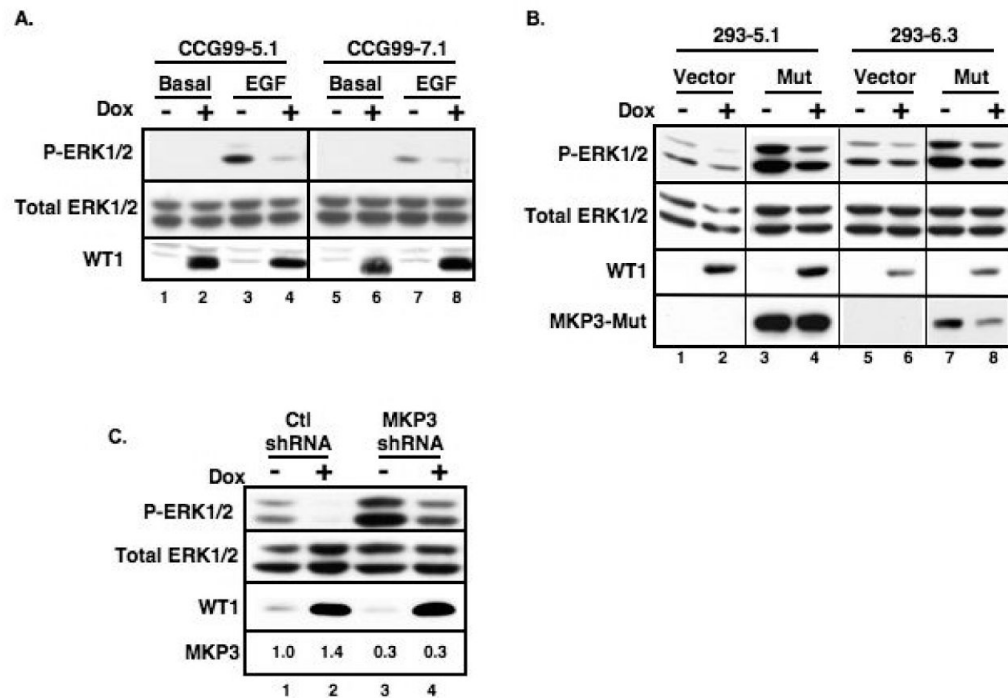 A.
CCG99-5.1 CCG99-7.1
Basal EGF Basal EGF
Dox - + - + - + - +
P-ERK1/2
Total ERK1/2
WT1
1 2 3 4 5 6 7 8
B.
293-5.1 293-6.3
Vector Mut Vector Mut
Dox - + - + - + - +
P-ERK1/2
Total ERK1/2
WT1
MKP3-Mut
1 2 3 4 5 6 7 8
C.
Ctl MKP3
shRNA shRNA
Dox - + - +
P-ERK1/2
Total ERK1/2
WT1
MKP3 1.0 1.4 0.3 0.3
1 2 3 4